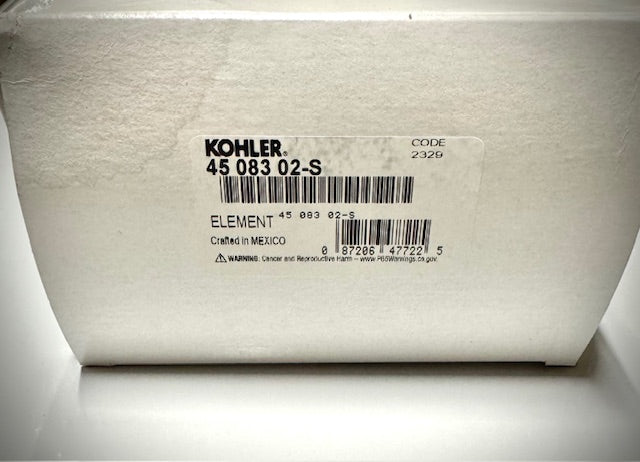 KOHLER®
CODE
2329
45 083 02-S
ELEMENT 45 083 02-S
Crafted in MEXICO
0 87206 47722 5
⚠ WARNING: Cancer and Reproductive Harm – www.P65Warnings.ca.gov.